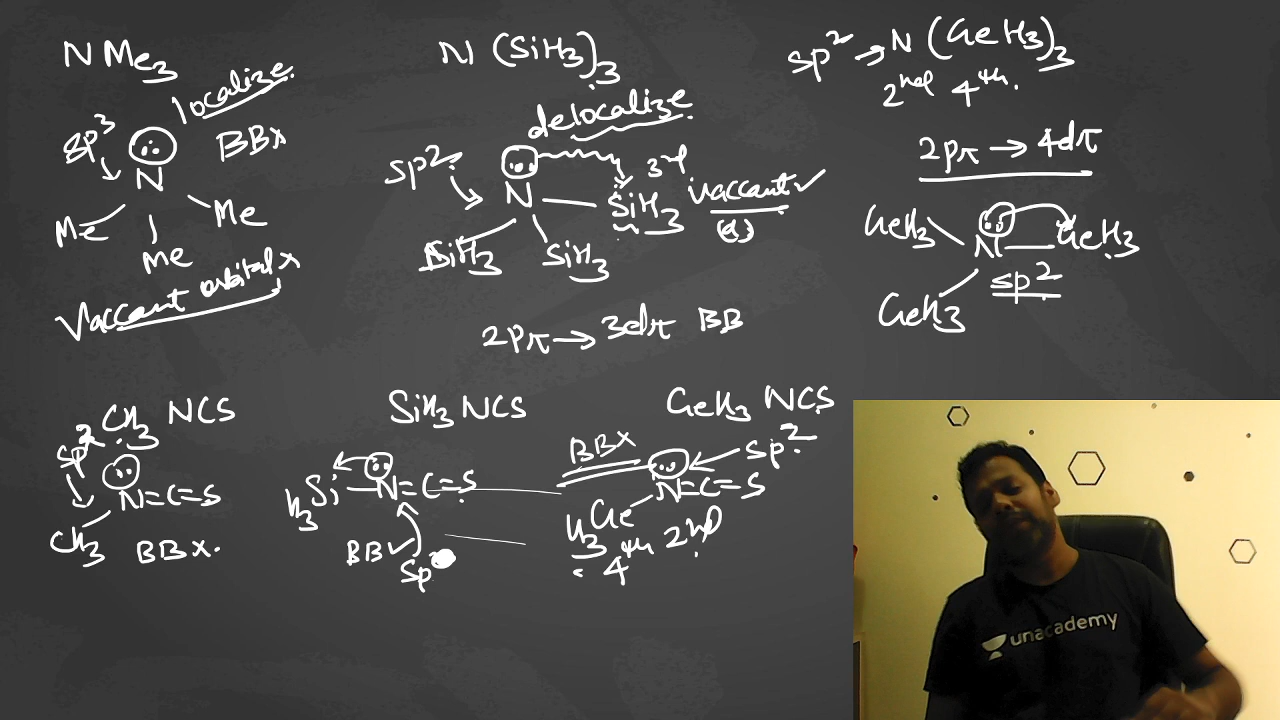 N Me3
localize.
sp3
BBx
N
Me
Me
Me
Vaccant orbital x
N (SiH3)3
delocalize
sp2
N
SiH3
3rd
vaccant ✓
(d)
SiH3
SiH3
2pπ → 3dπ BB
sp2 → N (GeH3)3
2nd 4th.
2pπ → 4dπ
GeH3
N
GeH3
sp2
GeH3
CH3 NCS
sp2
N=C=S
CH3
BBx.
SiH3 NCS
H3Si-N=C=S
BB✓
sp
GeH3 NCS
BBx
sp2
N=C=S
H3Ge
4th 2nd
unacademy